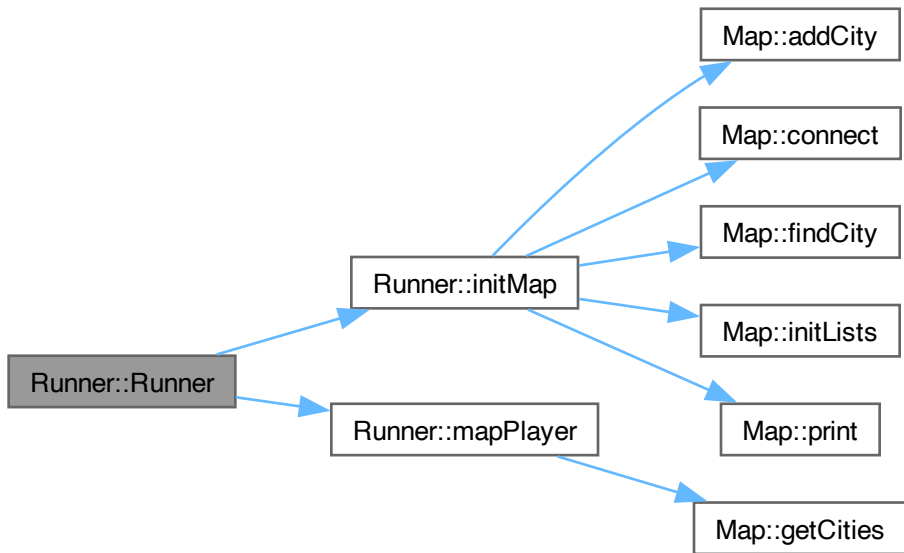 Map::addCity
Map::connect
Map::findCity
Runner::initMap
Map::initLists
Runner::Runner
Runner::mapPlayer
Map::print
Map::getCities